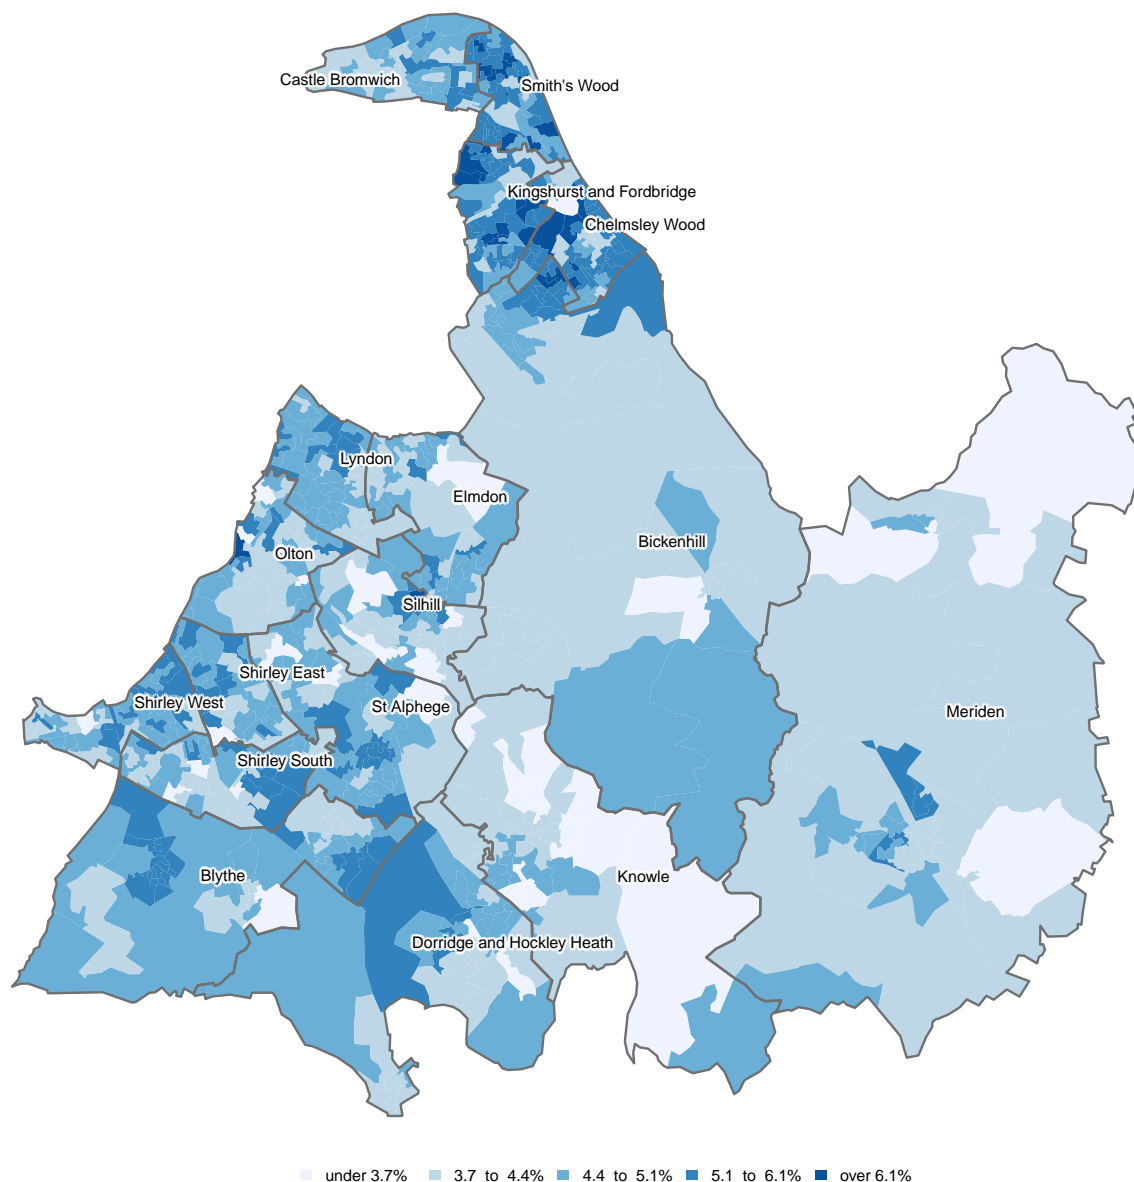 Castle Bromwich
Smith's Wood
Kingshurst and Fordbridge
Chelmsley Wood
Lyndon
Elmdon
Bickenhill
Olton
Silhill
Shirley East
Shirley West
St Alphege
Meriden
Shirley South
Blythe
Knowle
Dorridge and Hockley Heath
under 3.7% 3.7 to 4.4% 4.4 to 5.1% 5.1 to 6.1% over 6.1%